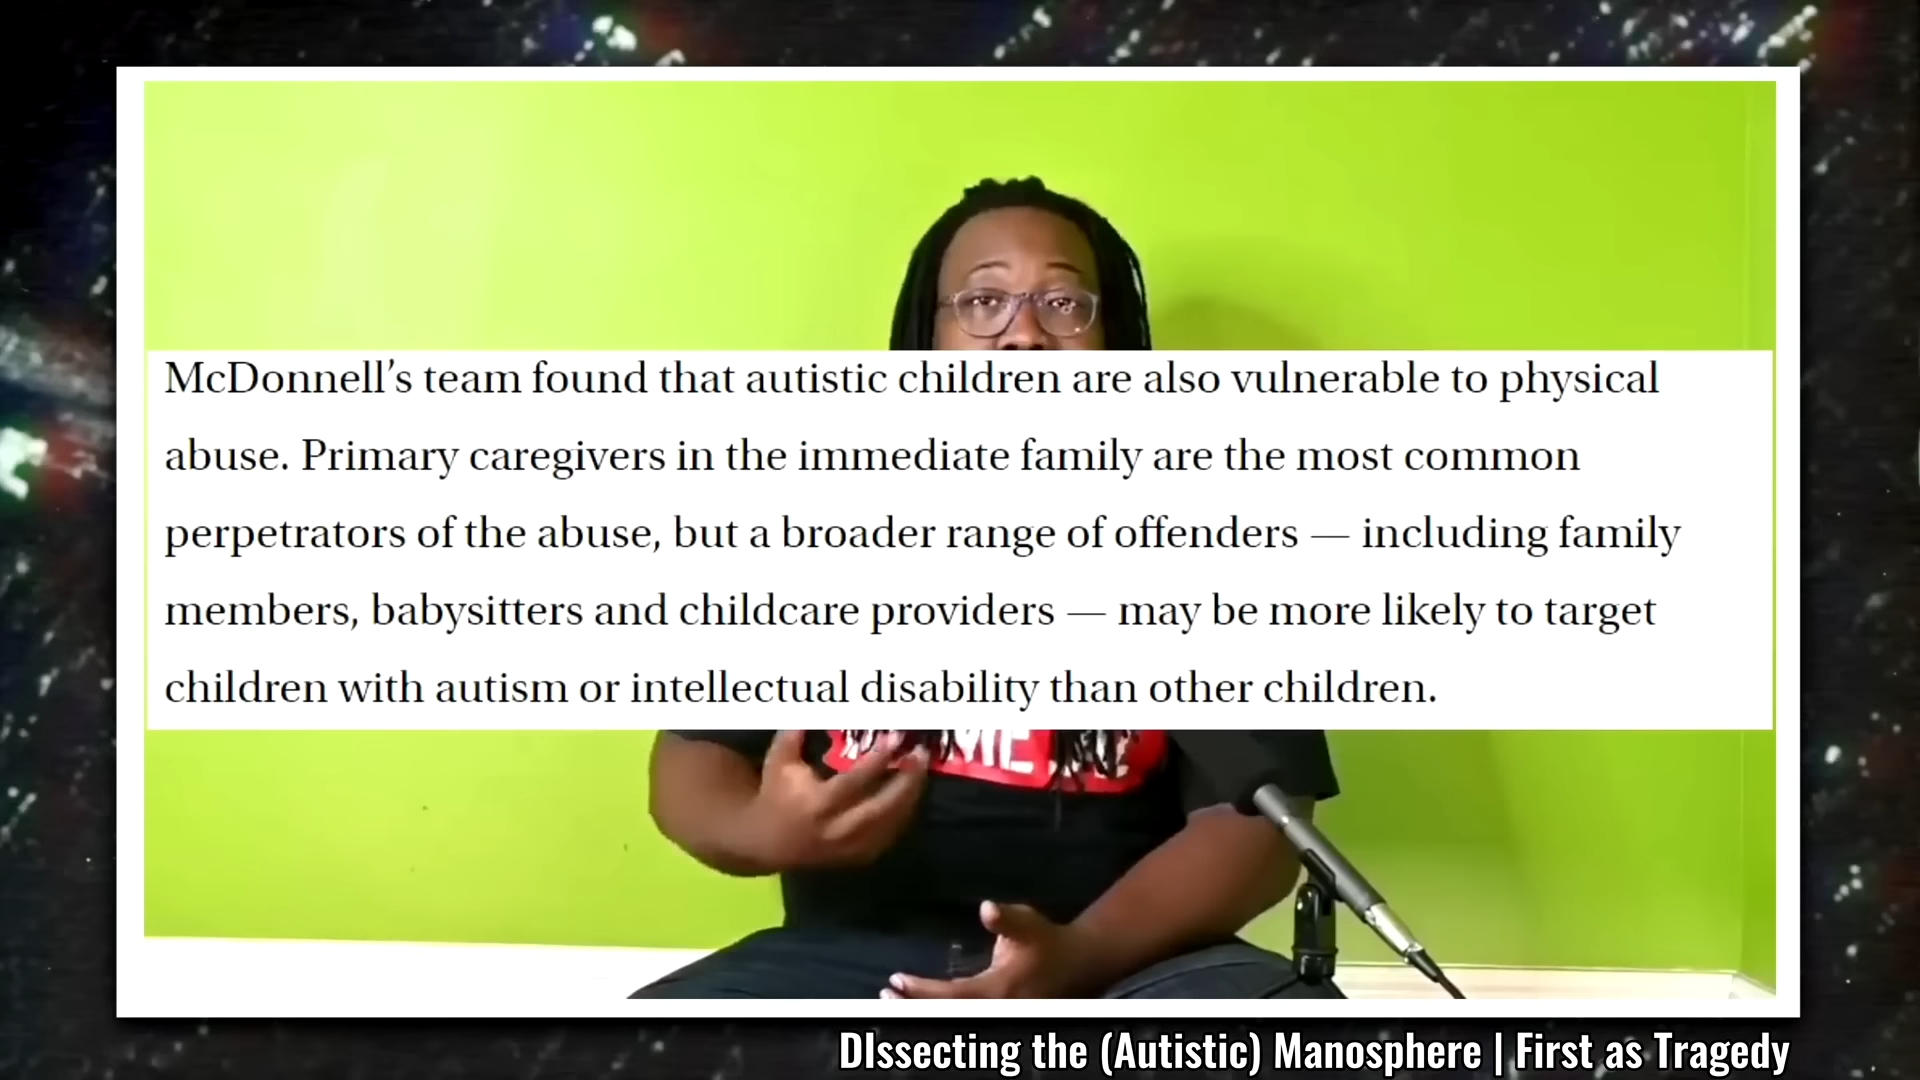 McDonnell’s team found that autistic children are also vulnerable to physical
abuse. Primary caregivers in the immediate family are the most common
perpetrators of the abuse, but a broader range of offenders — including family
members, babysitters and childcare providers — may be more likely to target
children with autism or intellectual disability than other children.
DIssecting the (Autistic) Manosphere | First as Tragedy